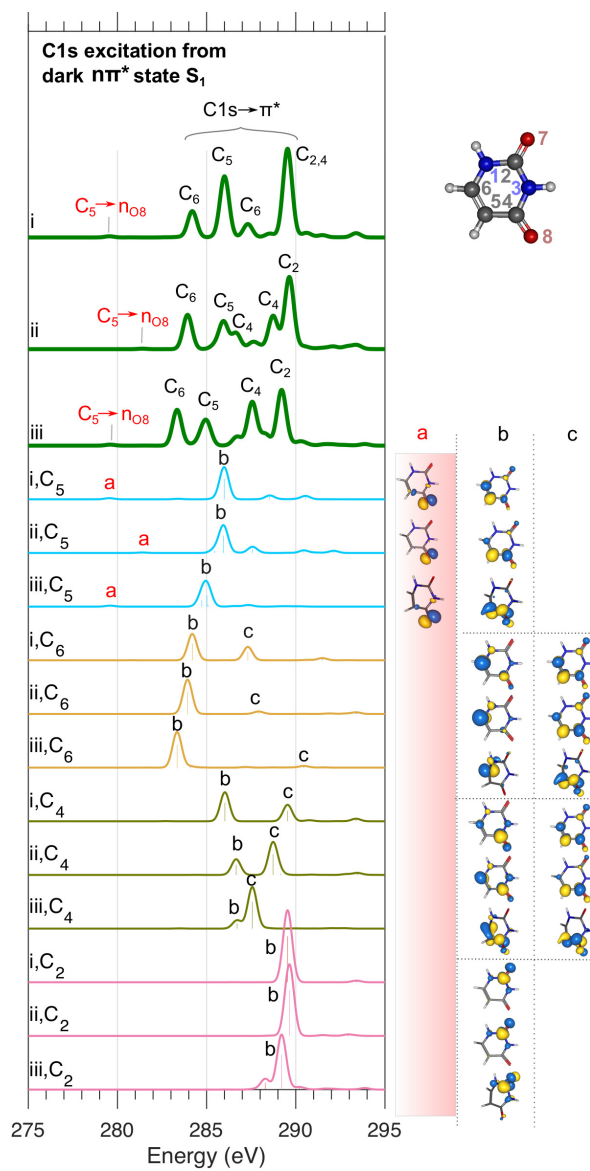 C1s excitation from
dark nπ* state S₁
C1s→π*
C₅→n_O8
C₆
C₅
C₆
C₂,₄
i
C₅→n_O8
C₆
C₅
C₄
C₄
C₂
ii
C₅→n_O8
C₆
C₅
C₄
C₂
iii
7
1
2
3
6
5
4
8
a
b
c
i,C₅
a
b
ii,C₅
a
b
iii,C₅
a
b
i,C₆
b
c
ii,C₆
b
c
iii,C₆
b
c
i,C₄
b
c
ii,C₄
b
c
iii,C₄
b
c
i,C₂
b
ii,C₂
b
iii,C₂
b
275
280
285
290
295
Energy (eV)